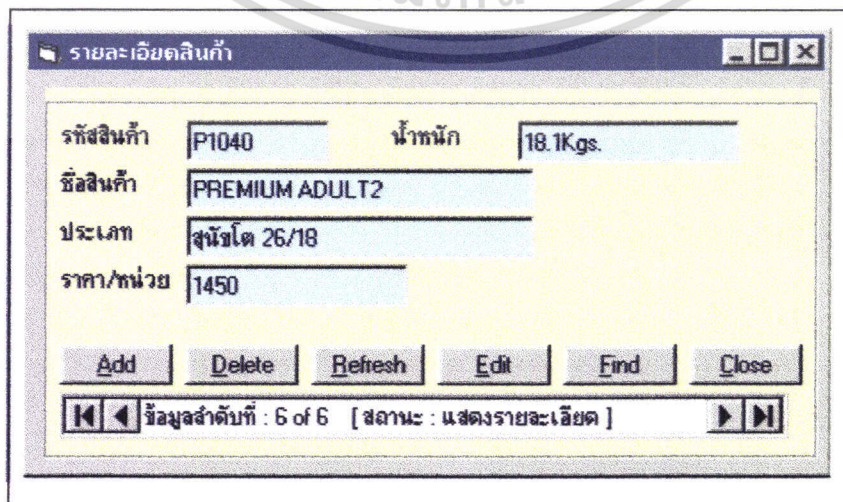 รายละเอียดสินค้า
รหัสสินค้า P1040 น้ำหนัก 18.1Kgs.
ชื่อสินค้า PREMIUM ADULT2
ประเภท สุนัขโต 26/18
ราคา/หน่วย 1450
Add Delete Refresh Edit Find Close
ข้อมูลลำดับที่ : 6 of 6 [ สถานะ : แสดงรายละเอียด ]